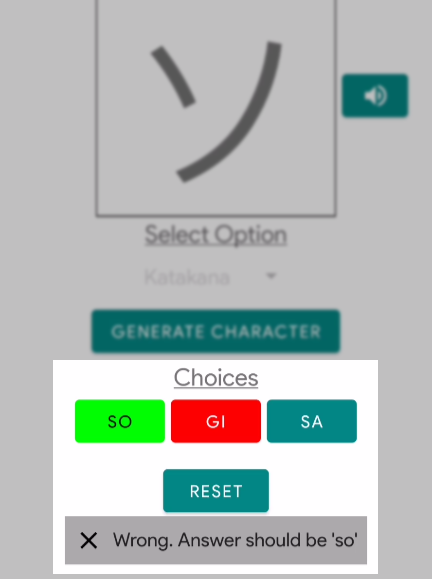 ソ
Select Option
Katakana
GENERATE CHARACTER
Choices
SO GI SA
RESET
Wrong. Answer should be 'so'